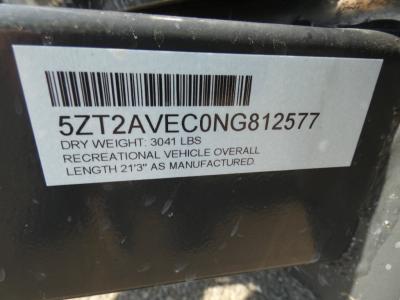 5ZT2AVEC0NG812577
DRY WEIGHT: 3041 LBS
RECREATIONAL VEHICLE OVERALL
LENGTH 21'3" AS MANUFACTURED.